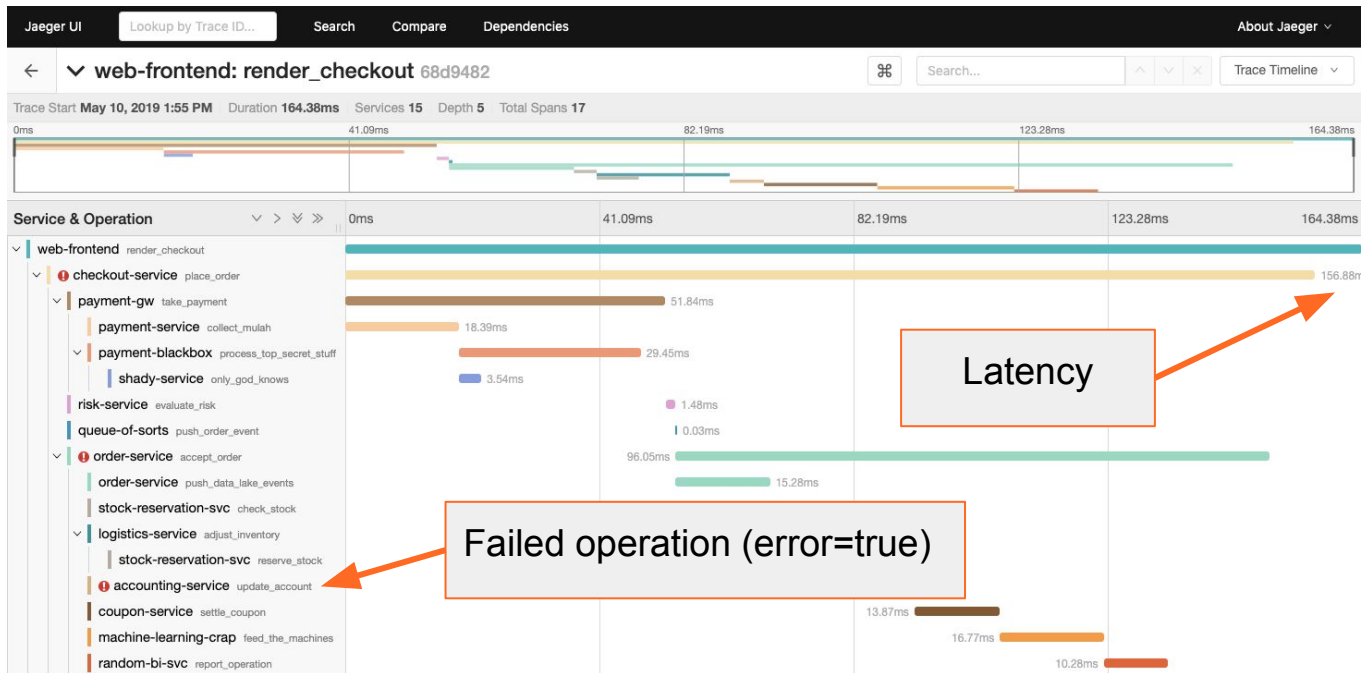 Jaeger UI Lookup by Trace ID... Search Compare Dependencies About Jaeger
web-frontend: render_checkout 68d9482 ⌘ Search... Trace Timeline
Trace Start May 10, 2019 1:55 PM Duration 164.38ms Services 15 Depth 5 Total Spans 17
0ms 41.09ms 82.19ms 123.28ms 164.38ms
Service & Operation 0ms 41.09ms 82.19ms 123.28ms 164.38ms
web-frontend render_checkout
checkout-service place_order 156.88m
payment-gw take_payment 51.84ms
payment-service collect_mulah 18.39ms
payment-blackbox process_top_secret_stuff 29.45ms
Latency
shady-service only_god_knows 3.54ms
risk-service evaluate_risk 1.48ms
queue-of-sorts push_order_event 0.03ms
order-service accept_order 96.05ms
order-service push_data_lake_events 15.28ms
stock-reservation-svc check_stock
logistics-service adjust_inventory
Failed operation (error=true)
stock-reservation-svc reserve_stock
accounting-service update_account
coupon-service settle_coupon 13.87ms
machine-learning-crap feed_the_machines 16.77ms
random-bi-svc report_operation 10.28ms